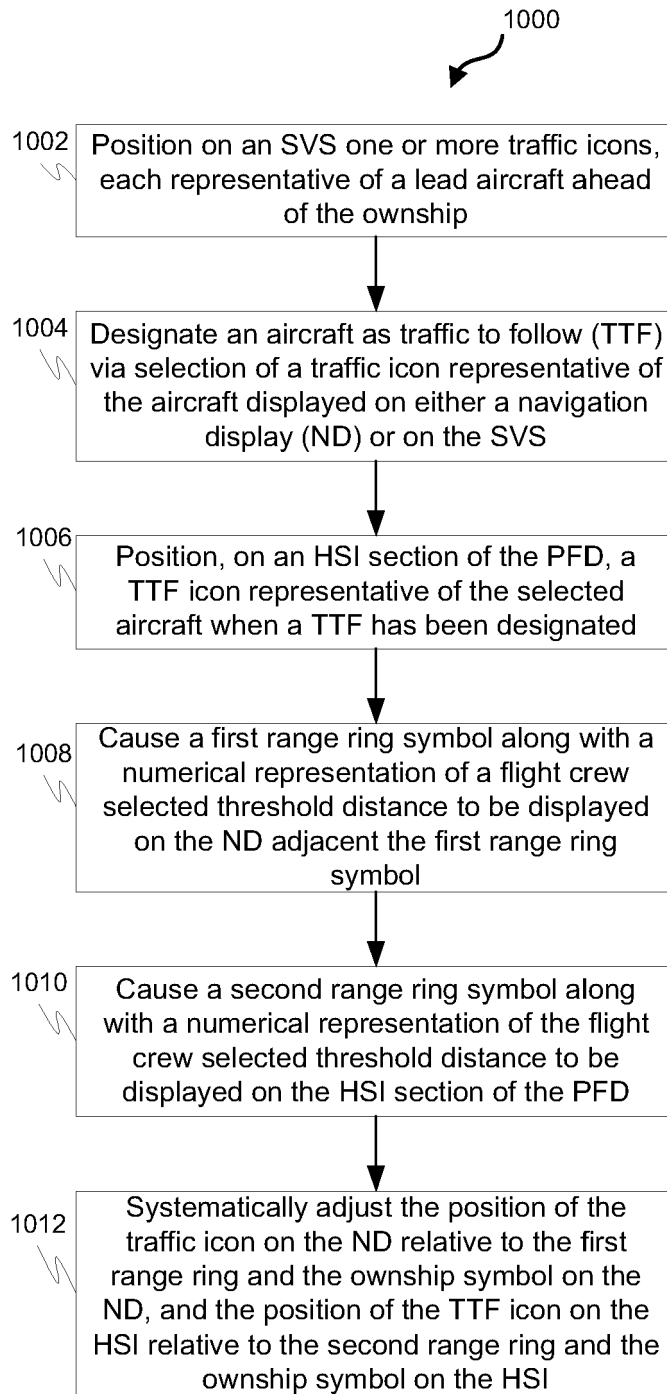 1000
1002
Position on an SVS one or more traffic icons,
each representative of a lead aircraft ahead
of the ownship
1004
Designate an aircraft as traffic to follow (TTF)
via selection of a traffic icon representative of
the aircraft displayed on either a navigation
display (ND) or on the SVS
1006
Position, on an HSI section of the PFD, a
TTF icon representative of the selected
aircraft when a TTF has been designated
1008
Cause a first range ring symbol along with a
numerical representation of a flight crew
selected threshold distance to be displayed
on the ND adjacent the first range ring
symbol
1010
Cause a second range ring symbol along
with a numerical representation of the flight
crew selected threshold distance to be
displayed on the HSI section of the PFD
1012
Systematically adjust the position of the
traffic icon on the ND relative to the first
range ring and the ownship symbol on the
ND, and the position of the TTF icon on the
HSI relative to the second range ring and the
ownship symbol on the HSI